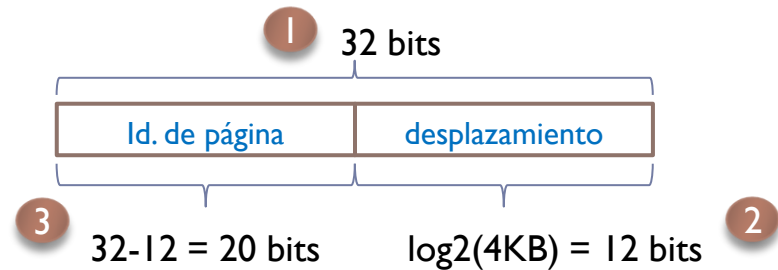 1 32 bits
Id. de página desplazamiento
3 32-12 = 20 bits log2(4KB) = 12 bits 2